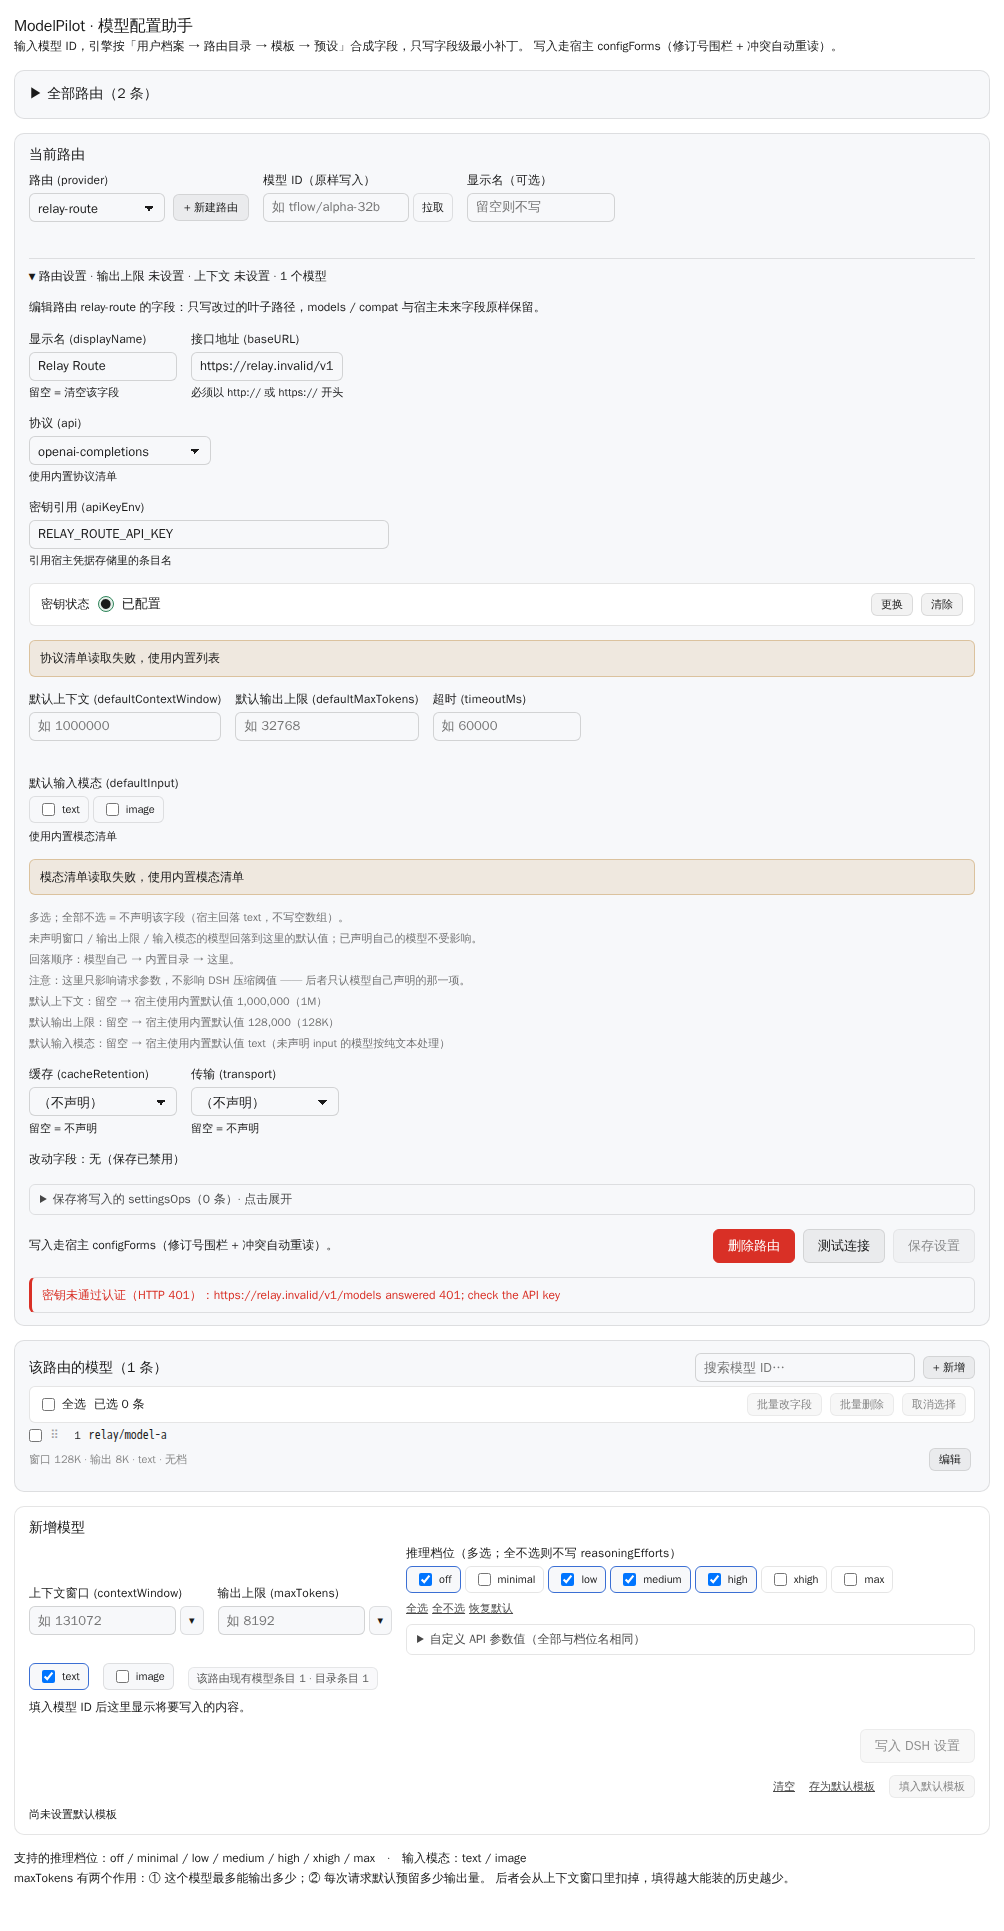 ModelPilot · 模型配置助手
输入模型 ID，引擎按「用户档案 → 路由目录 → 模板 → 预设」合成字段，只写字段级最小补丁。 写入走宿主 configForms（修订号围栏 + 冲突自动重读）。
▶ 全部路由（2 条）
当前路由
路由 (provider) 模型 ID（原样写入） 显示名（可选）
relay-route + 新建路由 如 tflow/alpha-32b 拉取 留空则不写
▼ 路由设置 · 输出上限 未设置 · 上下文 未设置 · 1 个模型
编辑路由 relay-route 的字段：只写改过的叶子路径，models / compat 与宿主未来字段原样保留。
显示名 (displayName) 接口地址 (baseURL)
Relay Route https://relay.invalid/v1
留空 = 清空该字段 必须以 http:// 或 https:// 开头
协议 (api)
openai-completions
使用内置协议清单
密钥引用 (apiKeyEnv)
RELAY_ROUTE_API_KEY
引用宿主凭据存储里的条目名
密钥状态 已配置 更换 清除
协议清单读取失败，使用内置列表
默认上下文 (defaultContextWindow) 默认输出上限 (defaultMaxTokens) 超时 (timeoutMs)
如 1000000 如 32768 如 60000
默认输入模态 (defaultInput)
text image
使用内置模态清单
模态清单读取失败，使用内置模态清单
多选；全部不选 = 不声明该字段（宿主回落 text，不写空数组）。
未声明窗口 / 输出上限 / 输入模态的模型回落到这里的默认值；已声明自己的模型不受影响。
回落顺序：模型自己 → 内置目录 → 这里。
注意：这里只影响请求参数，不影响 DSH 压缩阈值 —— 后者只认模型自己声明的那一项。
默认上下文：留空 → 宿主使用内置默认值 1,000,000（1M）
默认输出上限：留空 → 宿主使用内置默认值 128,000（128K）
默认输入模态：留空 → 宿主使用内置默认值 text（未声明 input 的模型按纯文本处理）
缓存 (cacheRetention) 传输 (transport)
（不声明） （不声明）
留空 = 不声明 留空 = 不声明
改动字段：无（保存已禁用）
▶ 保存将写入的 settingsOps（0 条）· 点击展开
写入走宿主 configForms（修订号围栏 + 冲突自动重读）。 删除路由 测试连接 保存设置
密钥未通过认证（HTTP 401）：https://relay.invalid/v1/models answered 401; check the API key
该路由的模型（1 条） 搜索模型 ID… + 新增
全选 已选 0 条 批量改字段 批量删除 取消选择
⠿ 1 relay/model-a
窗口 128K · 输出 8K · text · 无档 编辑
新增模型
推理档位（多选；全不选则不写 reasoningEfforts）
off minimal low medium high xhigh max
上下文窗口 (contextWindow) 输出上限 (maxTokens)
如 131072 ▼ 如 8192 ▼
全选 全不选 恢复默认
▶ 自定义 API 参数值（全部与档位名相同）
text image 该路由现有模型条目 1 · 目录条目 1
填入模型 ID 后这里显示将要写入的内容。
写入 DSH 设置
清空 存为默认模板 填入默认模板
尚未设置默认模板
支持的推理档位：off / minimal / low / medium / high / xhigh / max · 输入模态：text / image
maxTokens 有两个作用：① 这个模型最多能输出多少；② 每次请求默认预留多少输出量。 后者会从上下文窗口里扣掉，填得越大能装的历史越少。